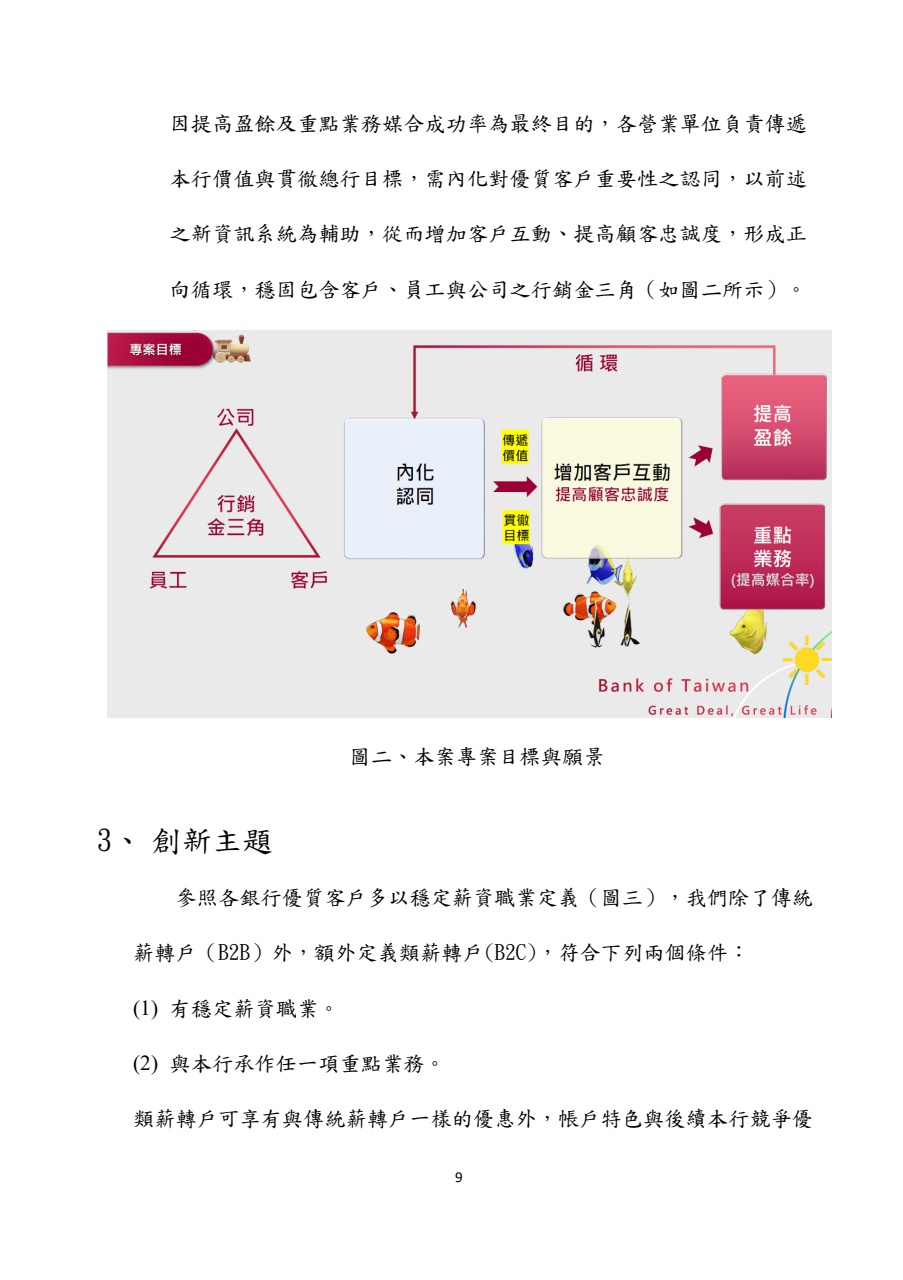 因提高盈餘及重點業務媒合成功率為最終目的，各營業單位負責傳遞
本行價值與貫徹總行目標，需內化對優質客戶重要性之認同，以前述
之新資訊系統為輔助，從而增加客戶互動、提高顧客忠誠度，形成正
向循環，穩固包含客戶、員工與公司之行銷金三角（如圖二所示）。
專案目標
循 環
公司
行銷
金三角
員工
客戶
內化
認同
傳遞
價值
貫徹
目標
增加客戶互動
提高顧客忠誠度
提高
盈餘
重點
業務
(提高媒合率)
Bank of Taiwan
Great Deal, Great Life
圖二、本案專案目標與願景
3、 創新主題
參照各銀行優質客戶多以穩定薪資職業定義（圖三），我們除了傳統
薪轉戶（B2B）外，額外定義類薪轉戶(B2C)，符合下列兩個條件：
(1) 有穩定薪資職業。
(2) 與本行承作任一項重點業務。
類薪轉戶可享有與傳統薪轉戶一樣的優惠外，帳戶特色與後續本行競爭優
9